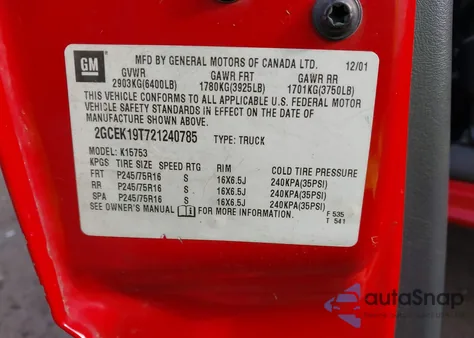 GM
MFD BY GENERAL MOTORS OF CANADA LTD. 12/01
GVWR GAWR FRT GAWR RR
2903KG(6400LB) 1780KG(3925LB) 1701KG(3750LB)
THIS VEHICLE CONFORMS TO ALL APPLICABLE U.S. FEDERAL MOTOR
VEHICLE SAFETY STANDARDS IN EFFECT ON THE DATE OF
MANUFACTURE SHOWN ABOVE.
2GCEK19T721240785 TYPE: TRUCK
MODEL: K15753
KPGS TIRE SIZE SPEED RTG RIM COLD TIRE PRESSURE
FRT P245/75R16 S 16X6.5J 240KPA(35PSI)
RR P245/75R16 S 16X6.5J 240KPA(35PSI)
SPA P245/75R16 S 16X6.5J 240KPA(35PSI)
SEE OWNER'S MANUAL FOR MORE INFORMATION.
F 535
T 541
autoSnap